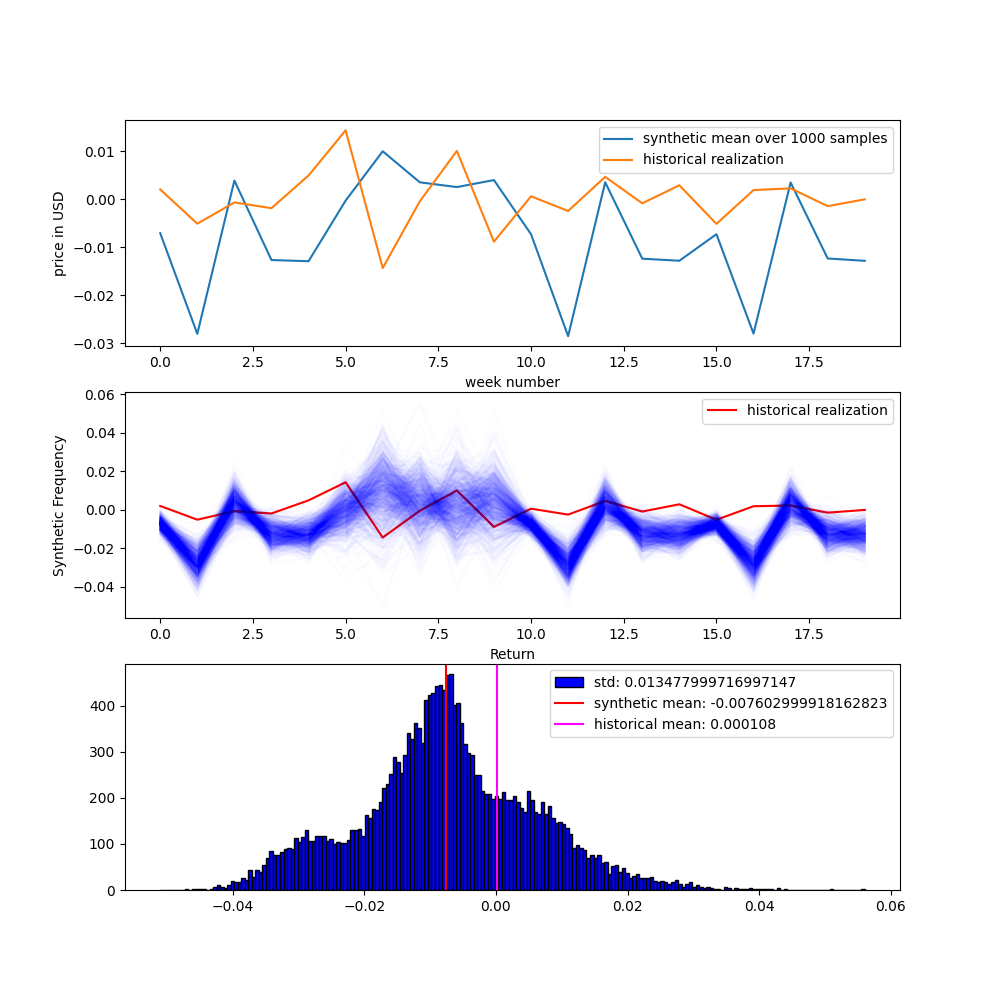 synthetic mean over 1000 samples
historical realization
0.01
0.00
−0.01
−0.02
−0.03
price in USD
0.0 2.5 5.0 7.5 10.0 12.5 15.0 17.5
week number
historical realization
0.06
0.04
0.02
0.00
−0.02
−0.04
Synthetic Frequency
0.0 2.5 5.0 7.5 10.0 12.5 15.0 17.5
Return
std: 0.013477999716997147
synthetic mean: -0.007602999918162823
historical mean: 0.000108
400
300
200
100
0
−0.04 −0.02 0.00 0.02 0.04 0.06